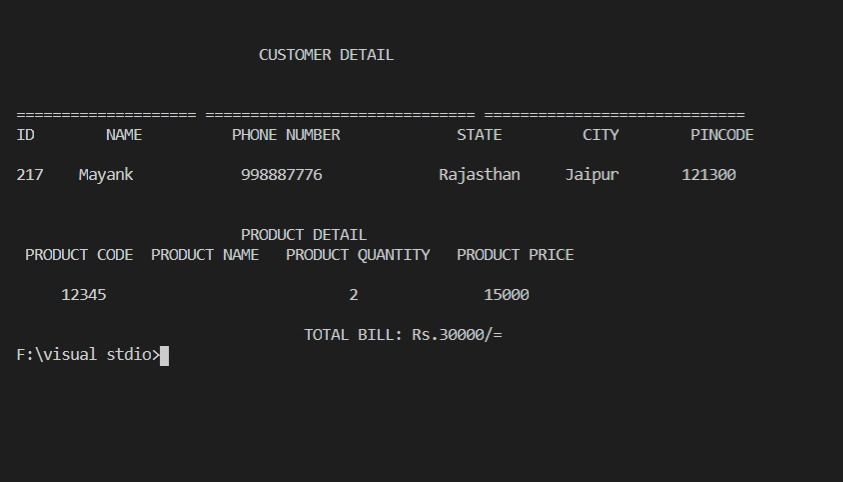 CUSTOMER DETAIL
==================== ============================== =============================
ID NAME PHONE NUMBER STATE CITY PINCODE
217 Mayank 998887776 Rajasthan Jaipur 121300
PRODUCT DETAIL
PRODUCT CODE PRODUCT NAME PRODUCT QUANTITY PRODUCT PRICE
12345 2 15000
TOTAL BILL: Rs.30000/=
F:\visual stdio>